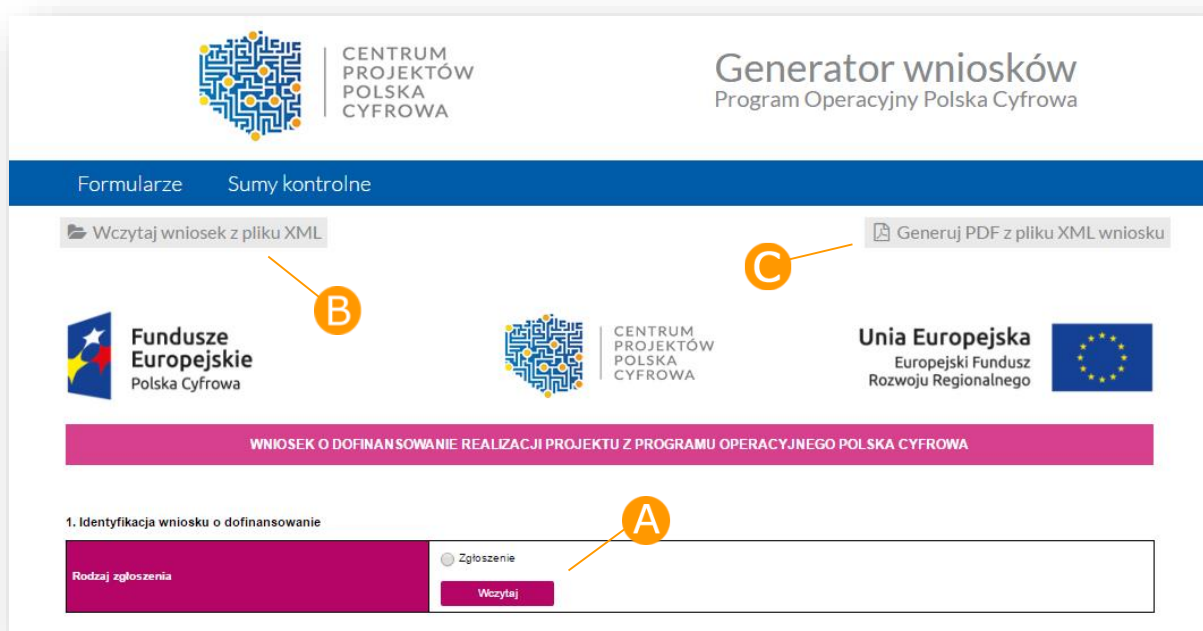 CENTRUM
PROJEKTÓW
POLSKA
CYFROWA
Generator wniosków
Program Operacyjny Polska Cyfrowa
Formularze Sumy kontrolne
Wczytaj wniosek z pliku XML
Generuj PDF z pliku XML wniosku
C
B
Fundusze
Europejskie
Polska Cyfrowa
CENTRUM
PROJEKTÓW
POLSKA
CYFROWA
Unia Europejska
Europejski Fundusz
Rozwoju Regionalnego
WNIOSEK O DOFINANSOWANIE REALIZACJI PROJEKTU Z PROGRAMU OPERACYJNEGO POLSKA CYFROWA
1. Identyfikacja wniosku o dofinansowanie
A
Rodzaj zgłoszenia
Zgłoszenie
Wczytaj